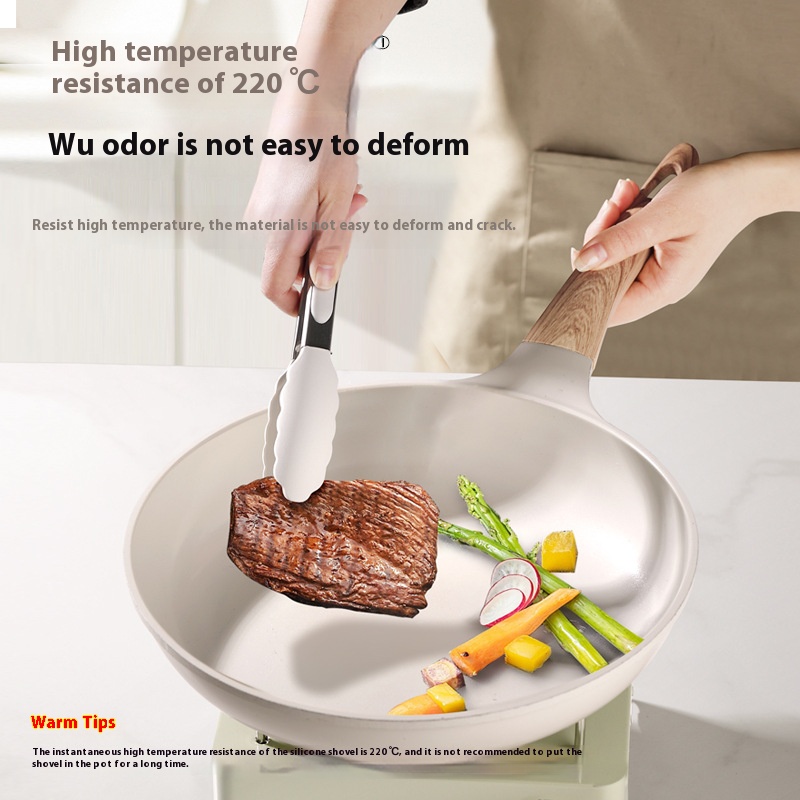 High temperature
resistance of 220 ℃
Wu odor is not easy to deform
Resist high temperature, the material is not easy to deform and crack.
Warm Tips
The instantaneous high temperature resistance of the silicone shovel is 220℃, and it is not recommended to put the
shovel in the pot for a long time.